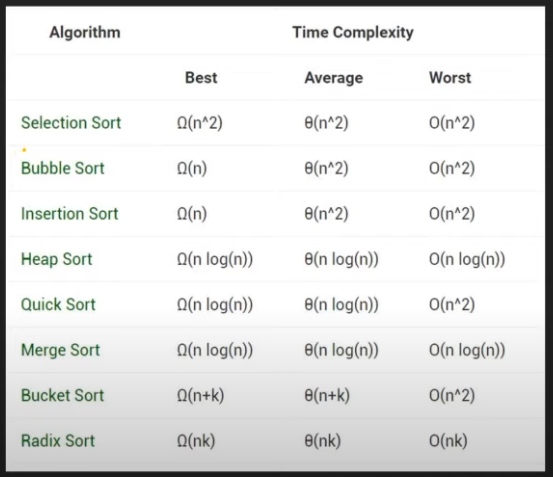 Algorithm Time Complexity
Best Average Worst
Selection Sort Ω(n^2) θ(n^2) O(n^2)
Bubble Sort Ω(n) θ(n^2) O(n^2)
Insertion Sort Ω(n) θ(n^2) O(n^2)
Heap Sort Ω(n log(n)) θ(n log(n)) O(n log(n))
Quick Sort Ω(n log(n)) θ(n log(n)) O(n^2)
Merge Sort Ω(n log(n)) θ(n log(n)) O(n log(n))
Bucket Sort Ω(n+k) θ(n+k) O(n^2)
Radix Sort Ω(nk) θ(nk) O(nk)